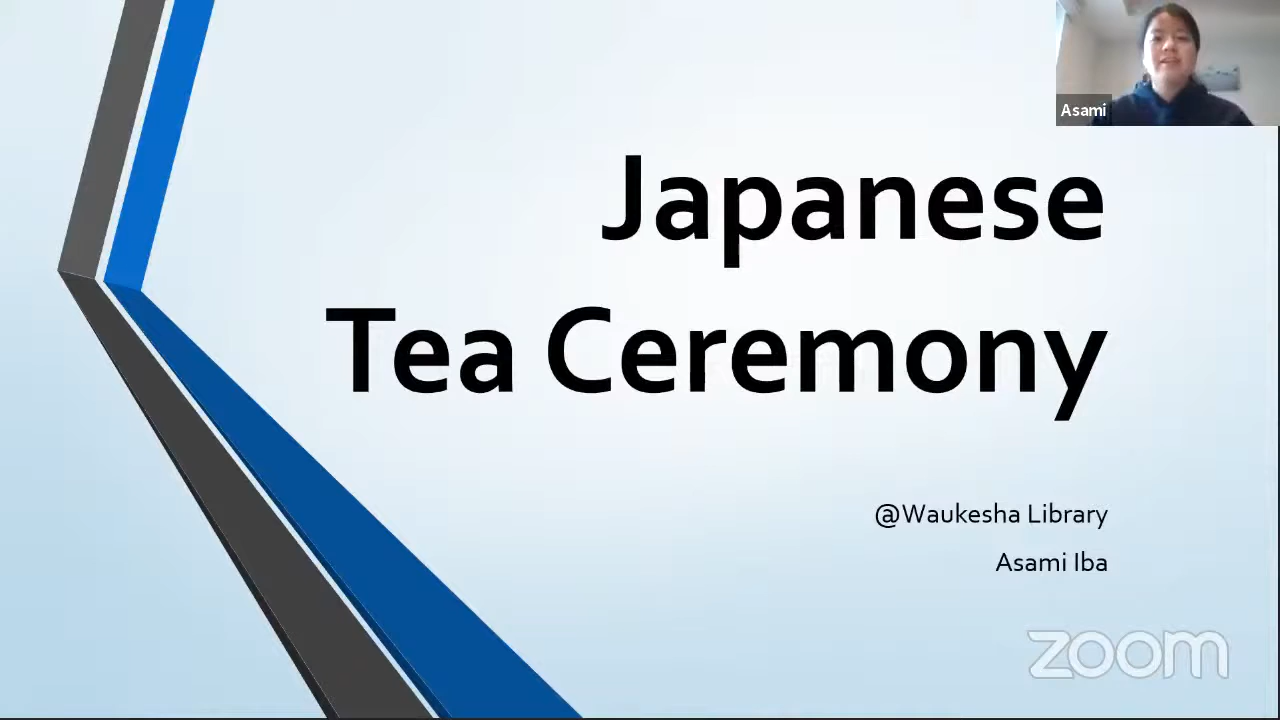 Asami
Japanese
Tea Ceremony
@Waukesha Library
Asami Iba
zoom